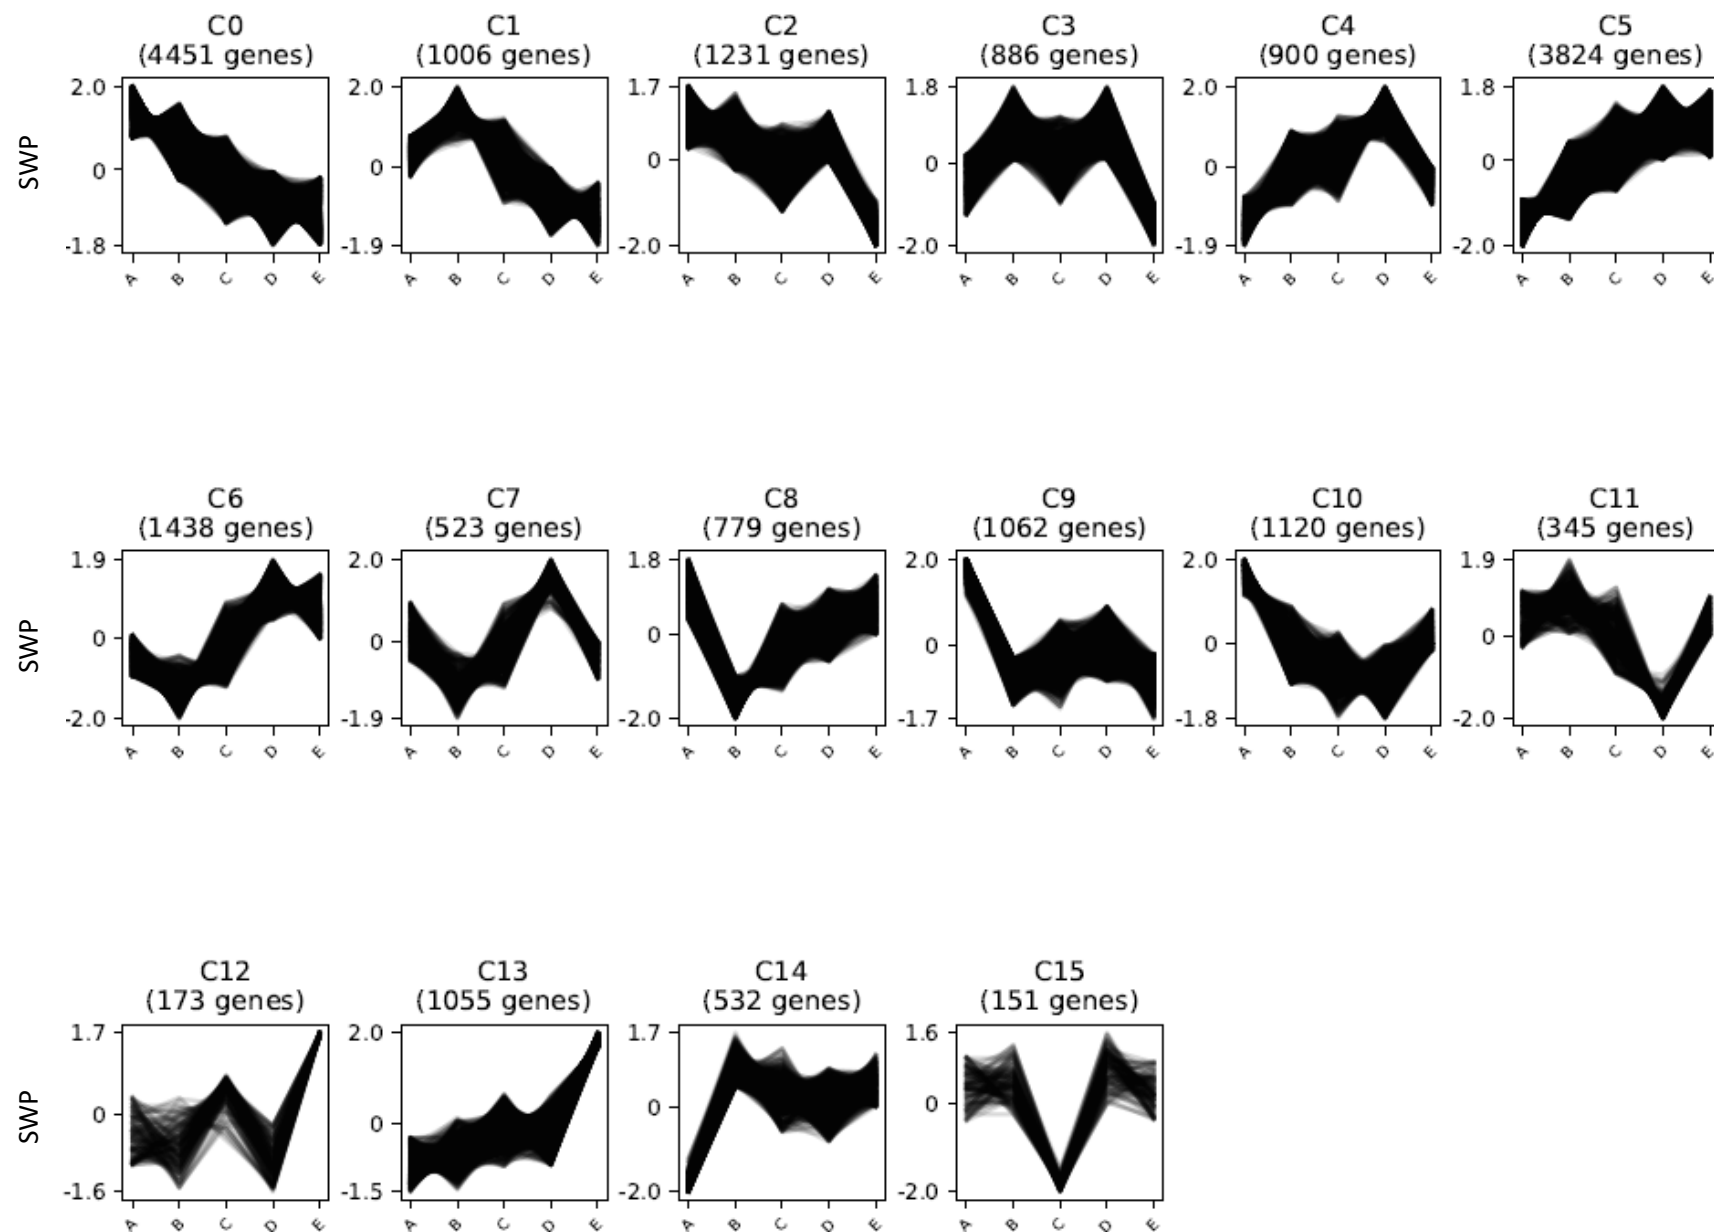 C0 C1 C2 C3 C4 C5
(4451 genes) (1006 genes) (1231 genes) (886 genes) (900 genes) (3824 genes)
2.0 2.0 1.7 1.8 2.0 1.8
SWP 0 0 0 0 0 0
-1.8 -1.9 -2.0 -2.0 -1.9 -2.0
A B C D E A B C D E A B C D E A B C D E A B C D E A B C D E
C6 C7 C8 C9 C10 C11
(1438 genes) (523 genes) (779 genes) (1062 genes) (1120 genes) (345 genes)
1.9 2.0 1.8 2.0 2.0 1.9
SWP 0 0 0 0 0 0
-2.0 -1.9 -2.0 -1.7 -1.8 -2.0
A B C D E A B C D E A B C D E A B C D E A B C D E A B C D E
C12 C13 C14 C15
(173 genes) (1055 genes) (532 genes) (151 genes)
1.7 2.0 1.7 1.6
SWP 0 0 0 0
-1.6 -1.5 -2.0 -2.0
A B C D E A B C D E A B C D E A B C D E